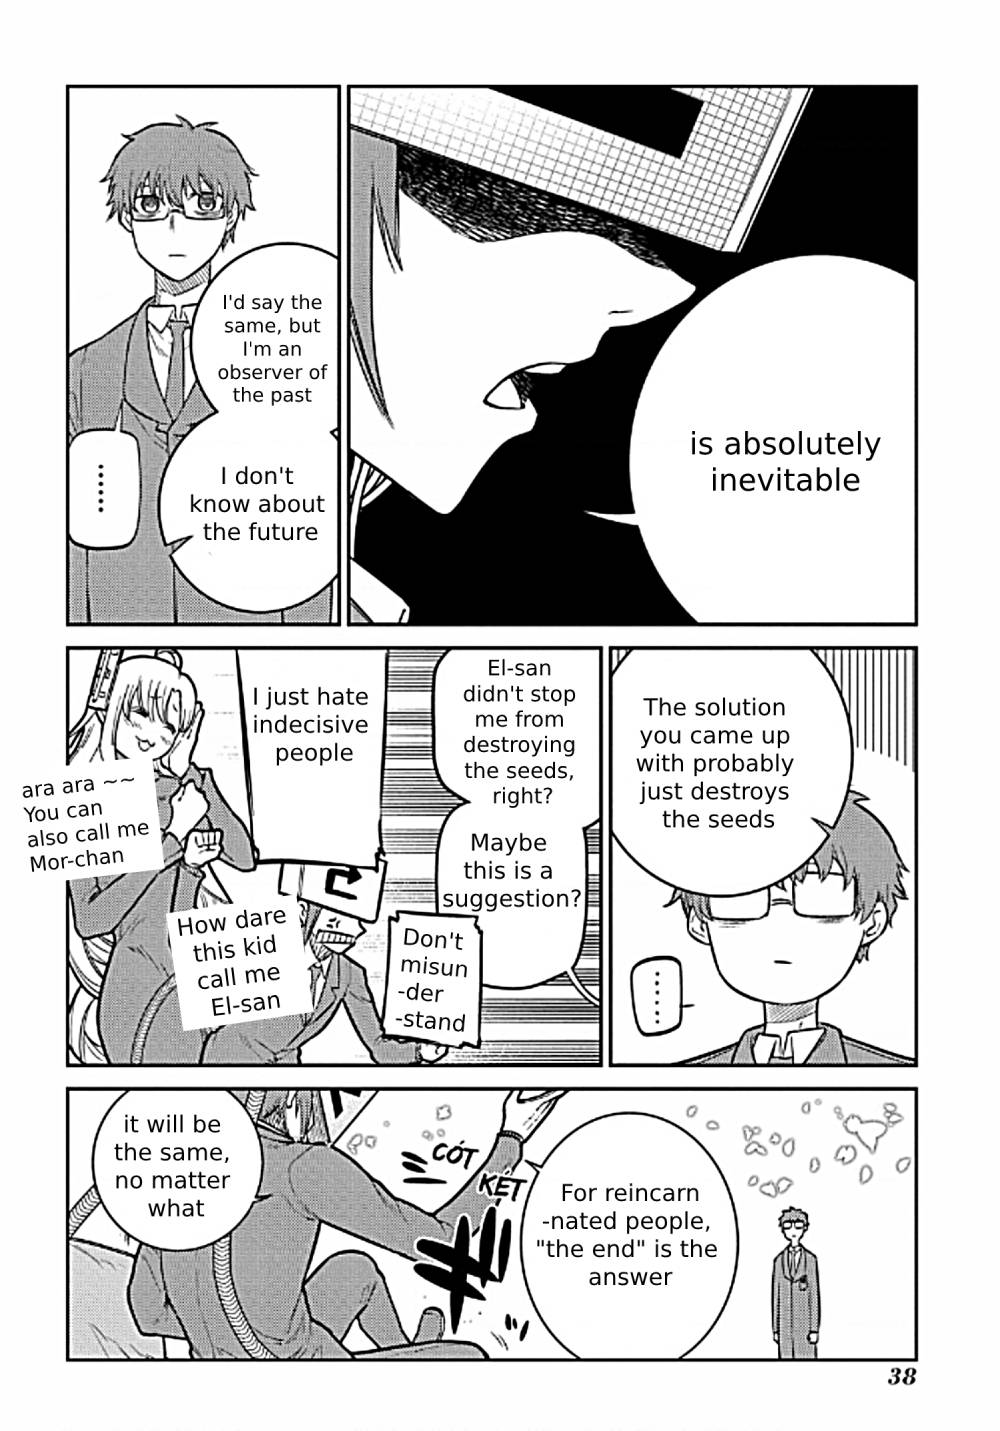 is absolutely
inevitable
I'd say the
same, but
I'm an
observer of
the past
I don't
know about
the future
The solution
you came up
with probably
just destroys
the seeds
El-san
didn't stop
me from
destroying
the seeds,
right?
Maybe
this is a
suggestion?
I just hate
indecisive
people
Don't
misun
-der
-stand
ara ara ~~
You can
also call me
Mor-chan
How dare
this kid
call me
El-san
For reincarn
-nated people,
"the end" is the
answer
CÓT
KÉT
it will be
the same,
no matter
what
38